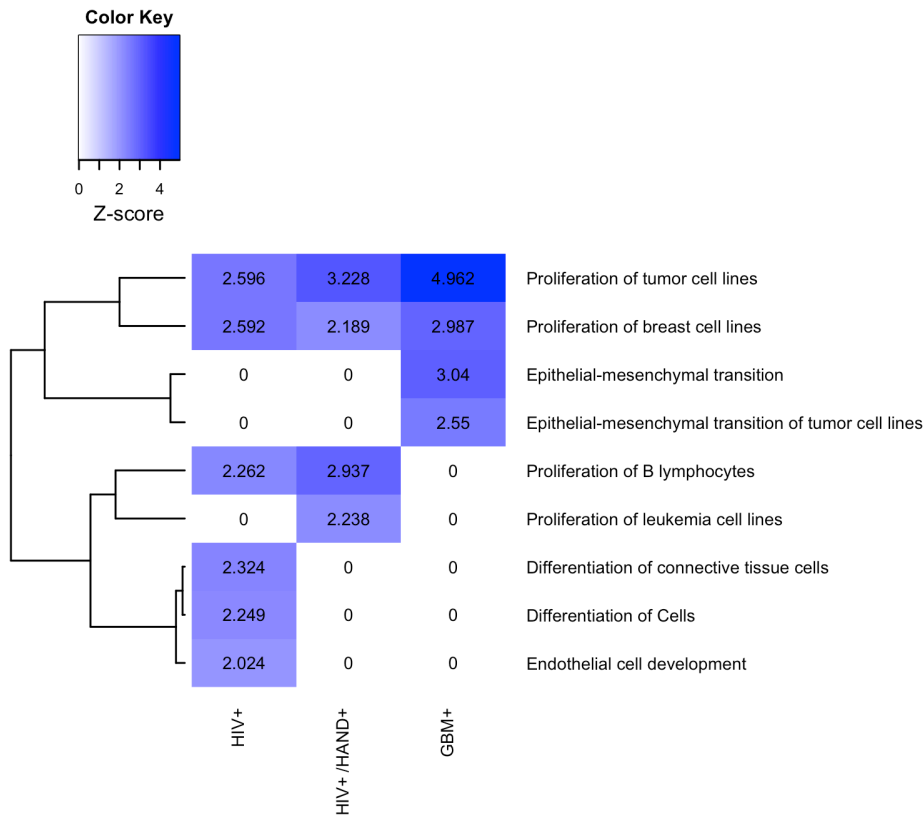 Color Key
0 2 4
Z-score
2.596 3.228 4.962 Proliferation of tumor cell lines
2.592 2.189 2.987 Proliferation of breast cell lines
0 0 3.04 Epithelial-mesenchymal transition
0 0 2.55 Epithelial-mesenchymal transition of tumor cell lines
2.262 2.937 0 Proliferation of B lymphocytes
0 2.238 0 Proliferation of leukemia cell lines
2.324 0 0 Differentiation of connective tissue cells
2.249 0 0 Differentiation of Cells
2.024 0 0 Endothelial cell development
HIV+
HIV+ /HAND+
GBM+